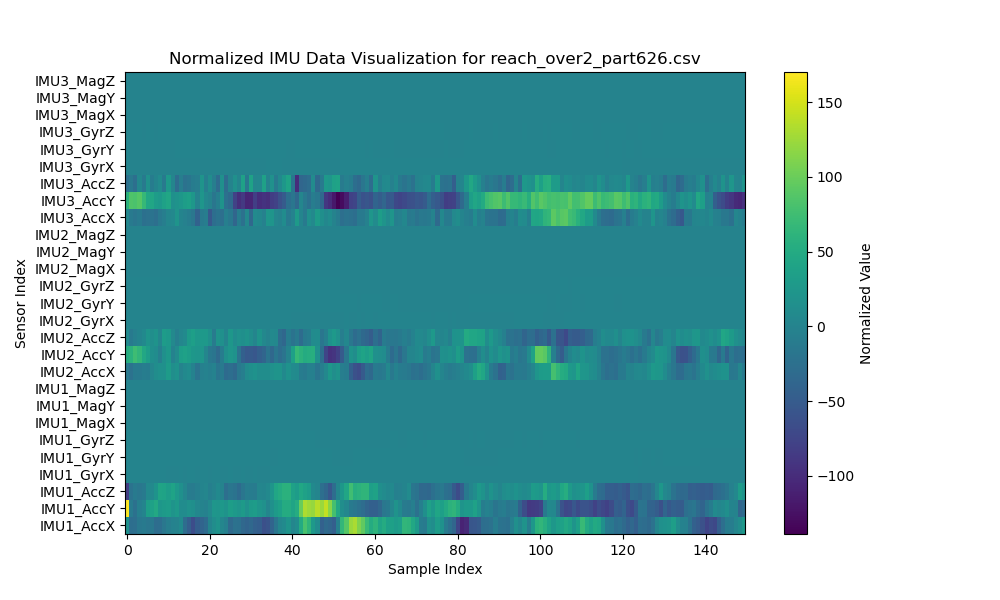 Normalized IMU Data Visualization for reach_over2_part626.csv
IMU3_MagZ
IMU3_MagY
IMU3_MagX
IMU3_GyrZ
IMU3_GyrY
IMU3_GyrX
IMU3_AccZ
IMU3_AccY
IMU3_AccX
IMU2_MagZ
IMU2_MagY
IMU2_MagX
IMU2_GyrZ
IMU2_GyrY
IMU2_GyrX
IMU2_AccZ
IMU2_AccY
IMU2_AccX
IMU1_MagZ
IMU1_MagY
IMU1_MagX
IMU1_GyrZ
IMU1_GyrY
IMU1_GyrX
IMU1_AccZ
IMU1_AccY
IMU1_AccX
Sensor Index
0 20 40 60 80 100 120 140
Sample Index
150
100
50
0
−50
−100
Normalized Value